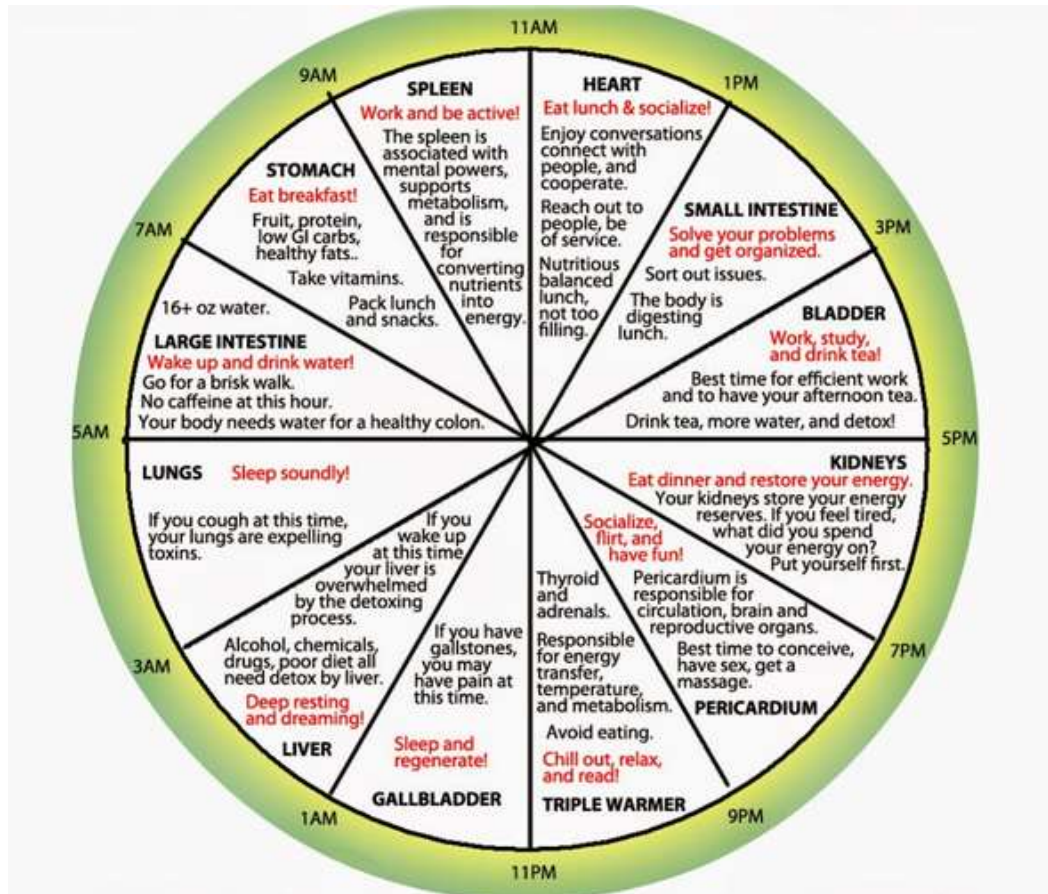 11AM
HEART
Eat lunch & socialize!
Enjoy conversations
connect with
people, and
cooperate.
Reach out to
people, be
of service.
Nutritious
balanced
lunch,
not too
filling.
1PM
SMALL INTESTINE
Solve your problems
and get organized.
Sort out issues.
The body is
digesting
lunch.
3PM
BLADDER
Work, study,
and drink tea!
Best time for efficient work
and to have your afternoon tea.
Drink tea, more water, and detox!
5PM
KIDNEYS
Eat dinner and restore your energy.
Your kidneys store your energy
reserves. If you feel tired,
what did you spend
your energy on?
Put yourself first.
7PM
Socialize,
flirt, and
have fun!
Pericardium is
responsible for
circulation, brain and
reproductive organs.
Best time to conceive,
have sex, get a
massage.
PERICARDIUM
9PM
Thyroid
and
adrenals.
Responsible
for energy
transfer,
temperature,
and metabolism.
Avoid eating.
Chill out, relax,
and read!
TRIPLE WARMER
11PM
If you have
gallstones,
you may
have pain at
this time.
Sleep and
regenerate!
GALLBLADDER
1AM
If you
wake up
at this time
your liver is
overwhelmed
by the detoxing
process.
Alcohol, chemicals,
drugs, poor diet all
need detox by liver.
Deep resting
and dreaming!
LIVER
3AM
LUNGS Sleep soundly!
If you cough at this time,
your lungs are expelling
toxins.
5AM
16+ oz water.
LARGE INTESTINE
Wake up and drink water!
Go for a brisk walk.
No caffeine at this hour.
Your body needs water for a healthy colon.
7AM
STOMACH
Eat breakfast!
Fruit, protein,
low GI carbs,
healthy fats..
Take vitamins.
Pack lunch
and snacks.
9AM
SPLEEN
Work and be active!
The spleen is
associated with
mental powers,
supports
metabolism,
and is
responsible
for
converting
nutrients
into
energy.